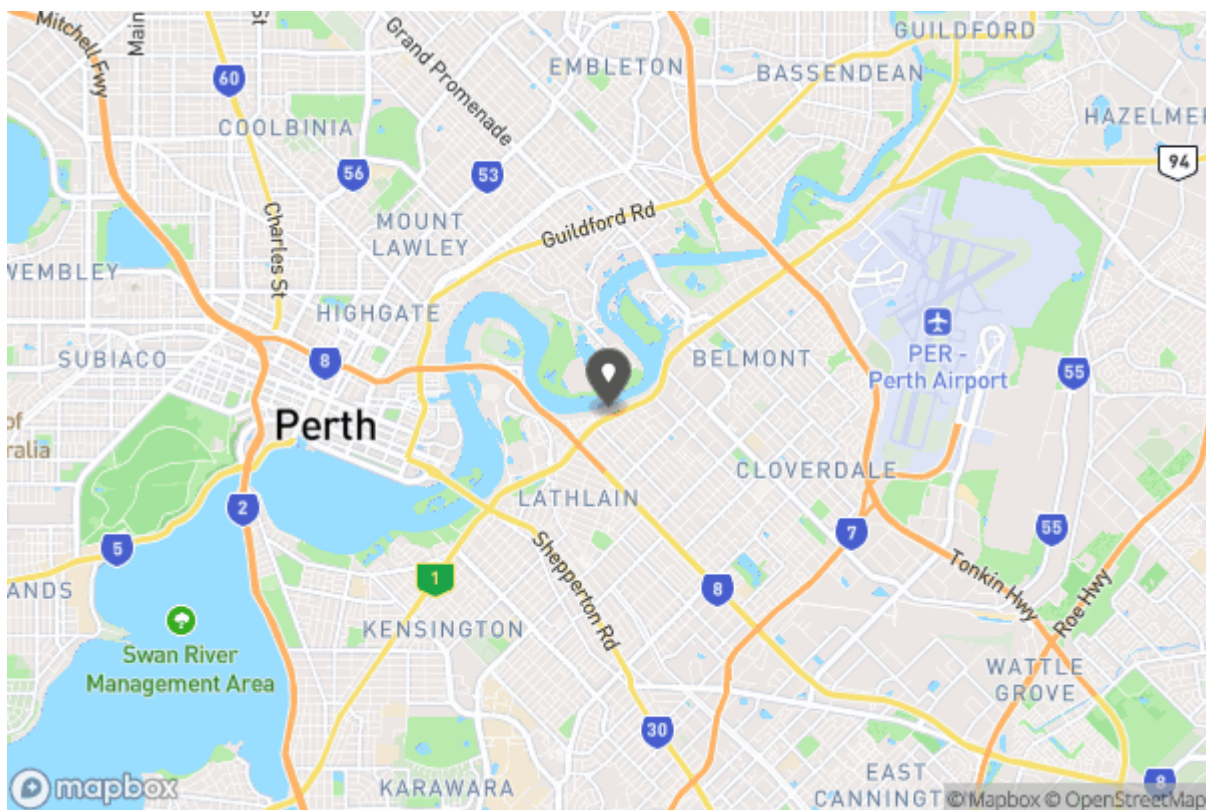 Mitchell Fwy
Main
St
60
Grand Promenade
GUILDFORD
EMBLETON
BASSENDEAN
COOLBINIA
HAZELMER
56
53
94
Charles St
MOUNT
LAWLEY
Guildford Rd
WEMBLEY
HIGHGATE
SUBIACO
8
BELMONT
PER -
Perth Airport
55
of
ralia
Perth
CLOVERDALE
2
LATHLAIN
5
7
55
Shepperton Rd
Tonkin Hwy
Roe Hwy
ANDS
1
8
KENSINGTON
Swan River
Management Area
WATTLE
GROVE
30
mapbox
KARAWARA
EAST
CANNINGT
8
© Mapbox © OpenStreetMap